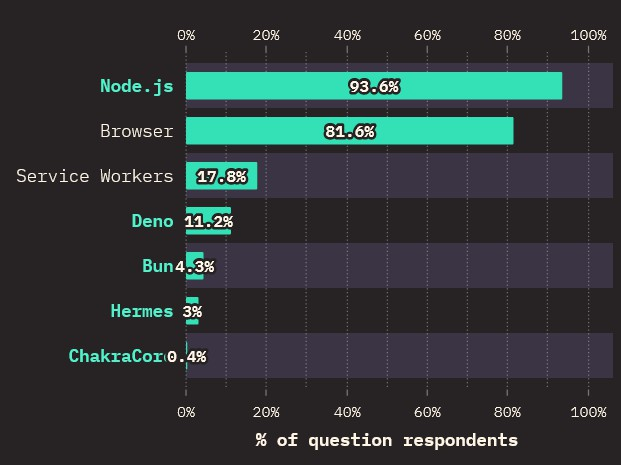 0% 20% 40% 60% 80% 100%
Node.js 93.6%
Browser 81.6%
Service Workers 17.8%
Deno 11.2%
Bun 4.3%
Hermes 3%
ChakraCore 0.4%
0% 20% 40% 60% 80% 100%
% of question respondents